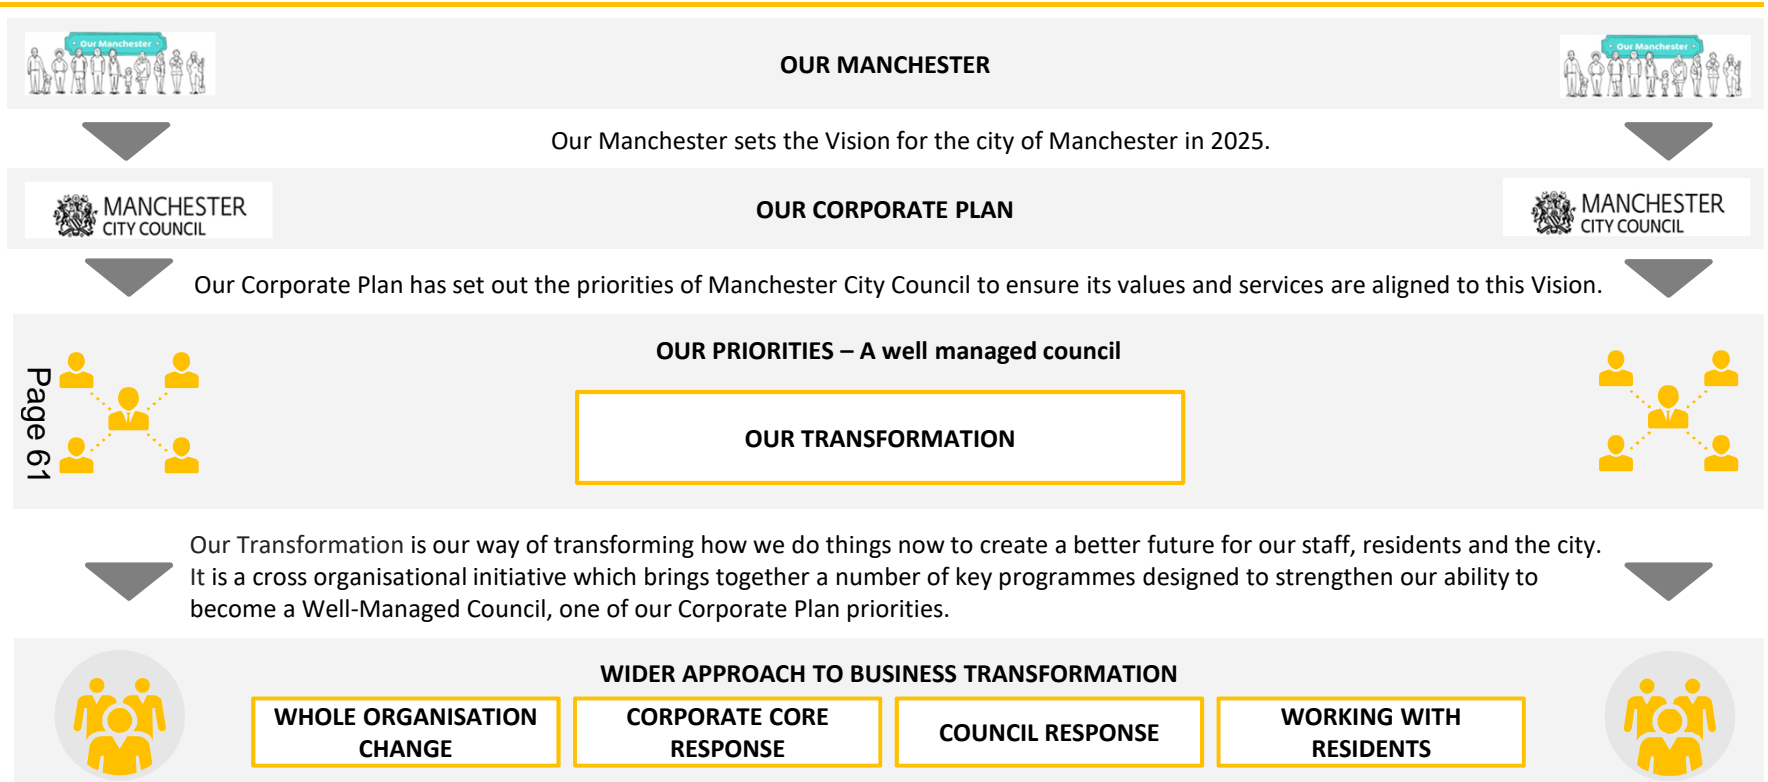 Our Manchester
OUR MANCHESTER
Our Manchester
Our Manchester sets the Vision for the city of Manchester in 2025.
MANCHESTER
CITY COUNCIL
OUR CORPORATE PLAN
MANCHESTER
CITY COUNCIL
Our Corporate Plan has set out the priorities of Manchester City Council to ensure its values and services are aligned to this Vision.
Page 61
OUR PRIORITIES – A well managed council
OUR TRANSFORMATION
Our Transformation is our way of transforming how we do things now to create a better future for our staff, residents and the city.
It is a cross organisational initiative which brings together a number of key programmes designed to strengthen our ability to
become a Well-Managed Council, one of our Corporate Plan priorities.
WIDER APPROACH TO BUSINESS TRANSFORMATION
WHOLE ORGANISATION
CHANGE
CORPORATE CORE
RESPONSE
COUNCIL RESPONSE
WORKING WITH
RESIDENTS